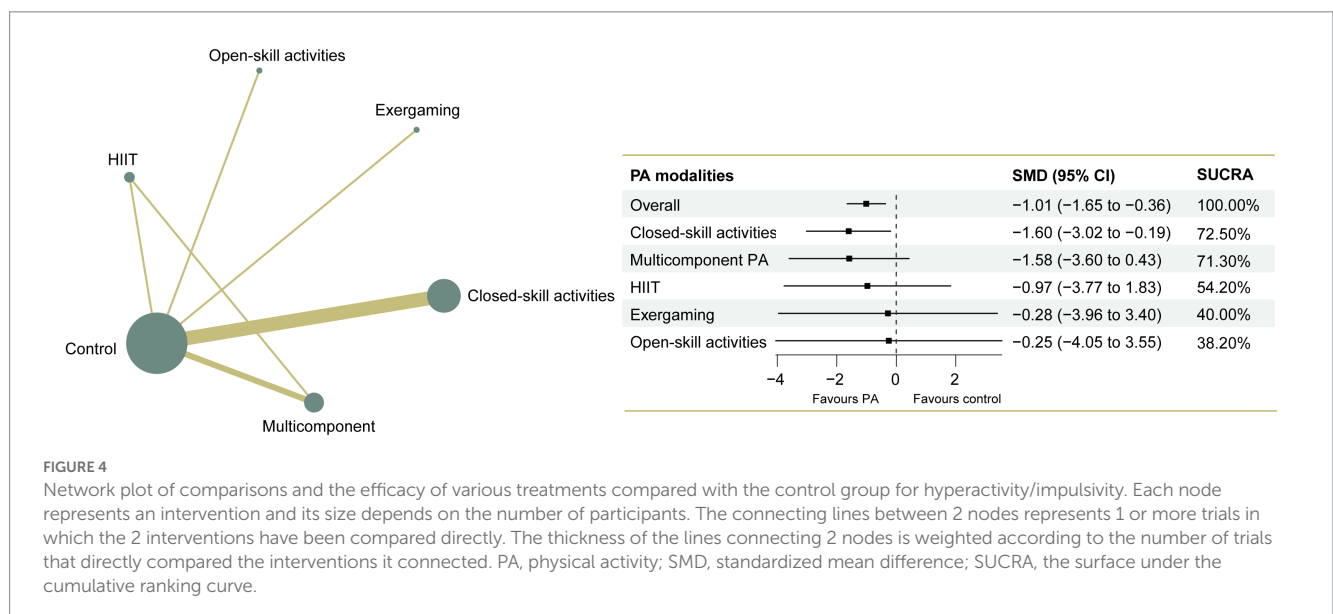 Open-skill activities
Exergaming
HIIT
Closed-skill activities
Control
Multicomponent
PA modalities SMD (95% CI) SUCRA
Overall −1.01 (−1.65 to −0.36) 100.00%
Closed-skill activities −1.60 (−3.02 to −0.19) 72.50%
Multicomponent PA −1.58 (−3.60 to 0.43) 71.30%
HIIT −0.97 (−3.77 to 1.83) 54.20%
Exergaming −0.28 (−3.96 to 3.40) 40.00%
Open-skill activities −0.25 (−4.05 to 3.55) 38.20%
−4 −2 0 2
Favours PA Favours control
FIGURE 4
Network plot of comparisons and the efficacy of various treatments compared with the control group for hyperactivity/impulsivity. Each node
represents an intervention and its size depends on the number of participants. The connecting lines between 2 nodes represents 1 or more trials in
which the 2 interventions have been compared directly. The thickness of the lines connecting 2 nodes is weighted according to the number of trials
that directly compared the interventions it connected. PA, physical activity; SMD, standardized mean difference; SUCRA, the surface under the
cumulative ranking curve.